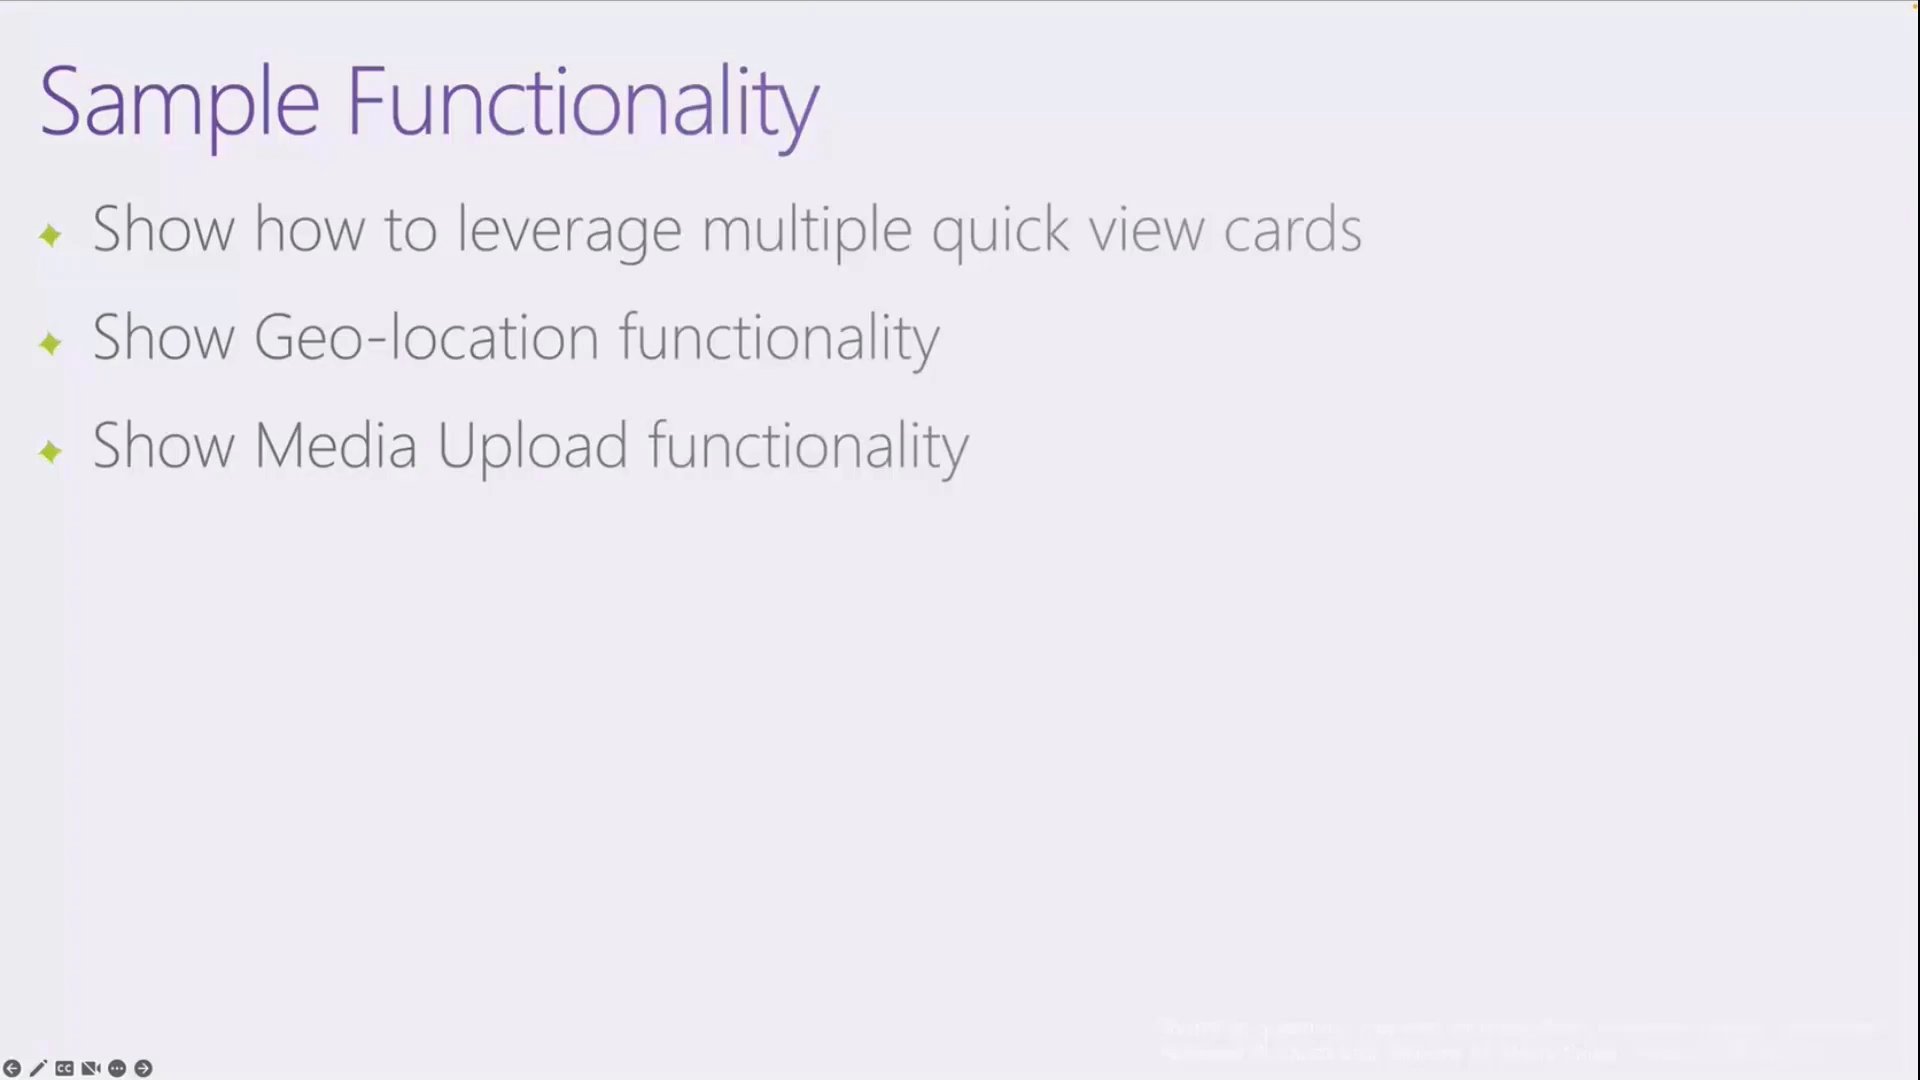 Sample Functionality
Show how to leverage multiple quick view cards
Show Geo-location functionality
Show Media Upload functionality